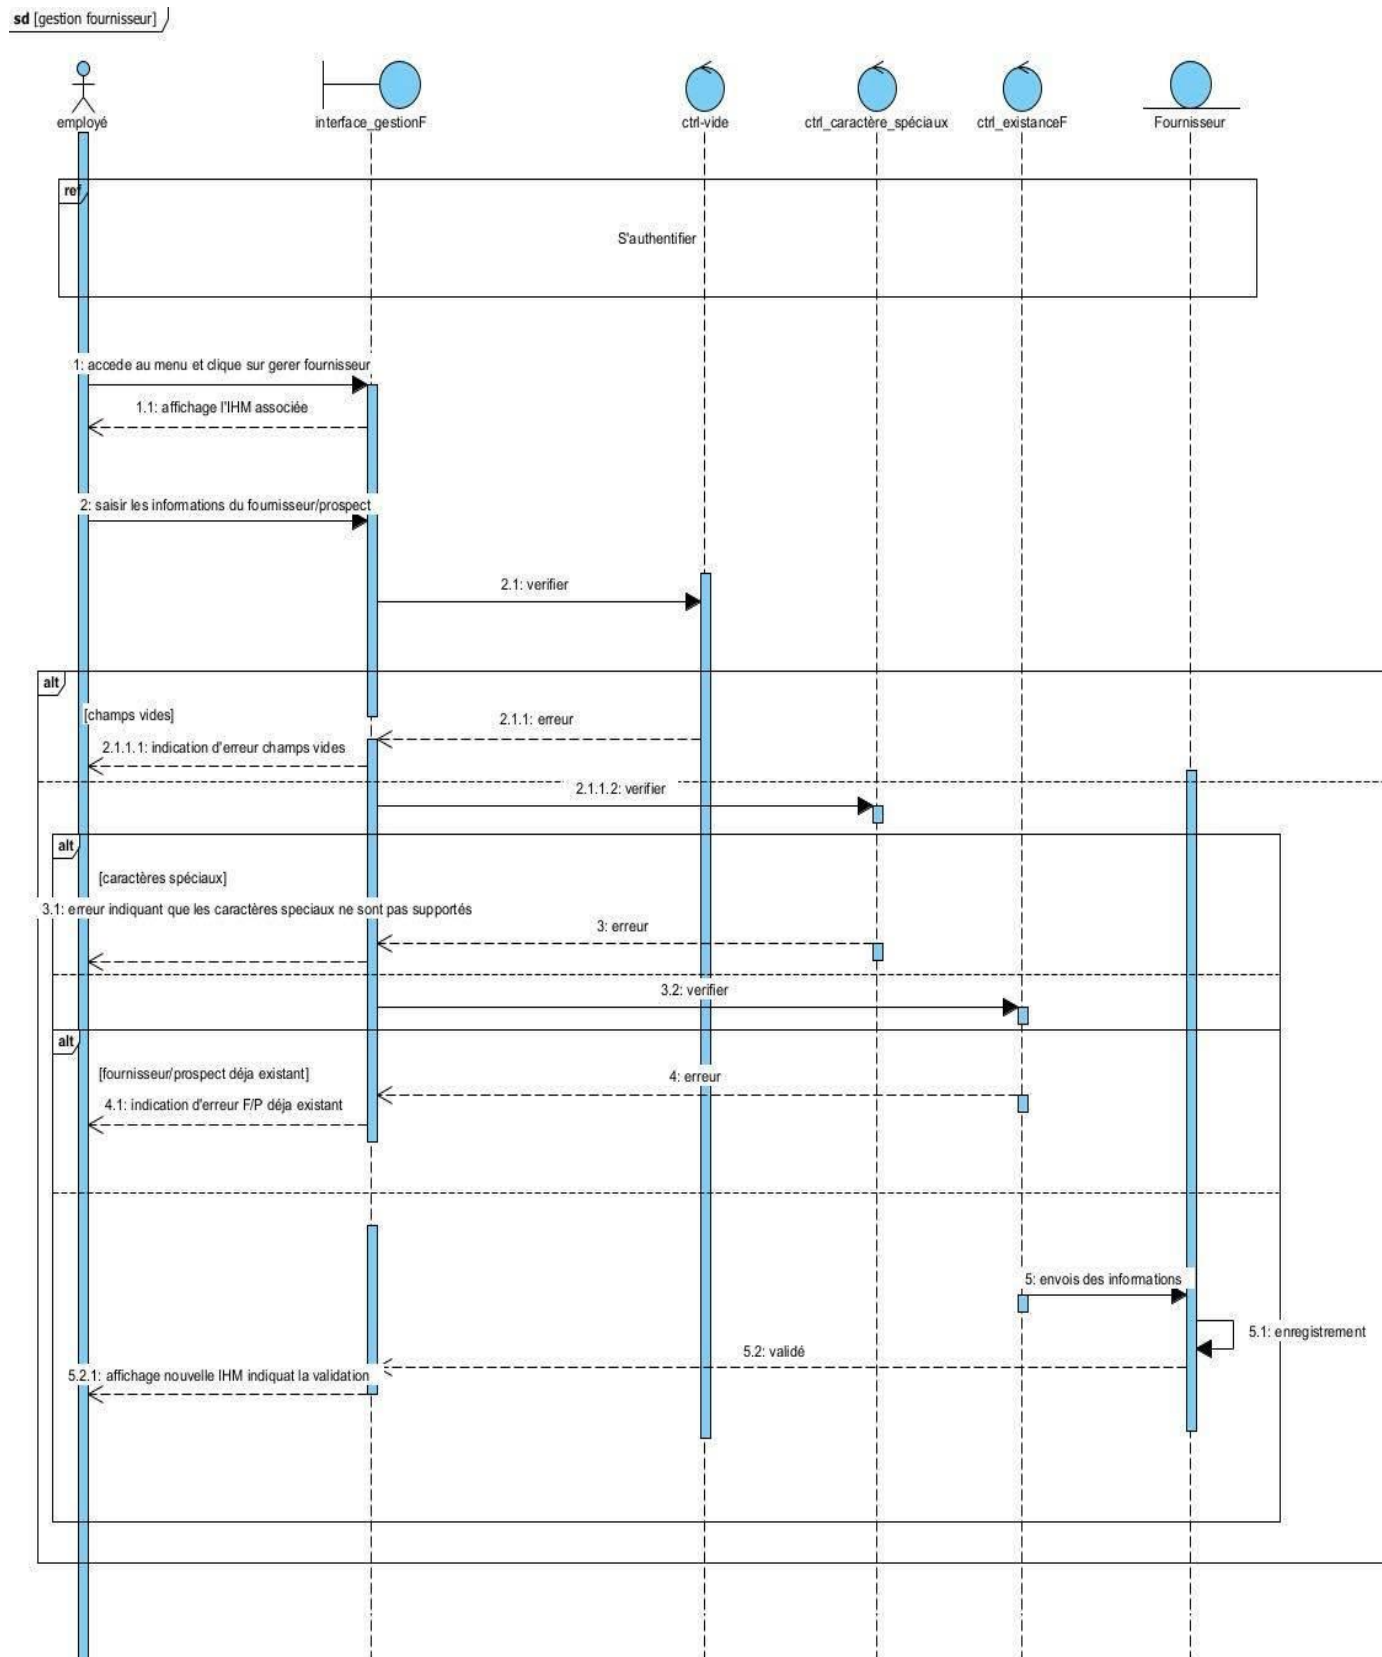 sd [gestion fournisseur]
employé
interface_gestionF
ctrl-vide
ctrl_caractère_spéciaux
ctrl_existanceF
Fournisseur
ref
S'authentifier
1: accede au menu et clique sur gerer fournisseur
1.1: affichage l'IHM associée
2: saisir les informations du fournisseur/prospect
2.1: verifier
alt
[champs vides]
2.1.1: erreur
2.1.1.1: indication d'erreur champs vides
2.1.1.2: verifier
alt
[caractères spéciaux]
3.1: erreur indiquant que les caractères speciaux ne sont pas supportés
3: erreur
3.2: verifier
alt
[fournisseur/prospect déja existant]
4: erreur
4.1: indication d'erreur F/P déja existant
5: envois des informations
5.1: enregistrement
5.2: validé
5.2.1: affichage nouvelle IHM indiquat la validation